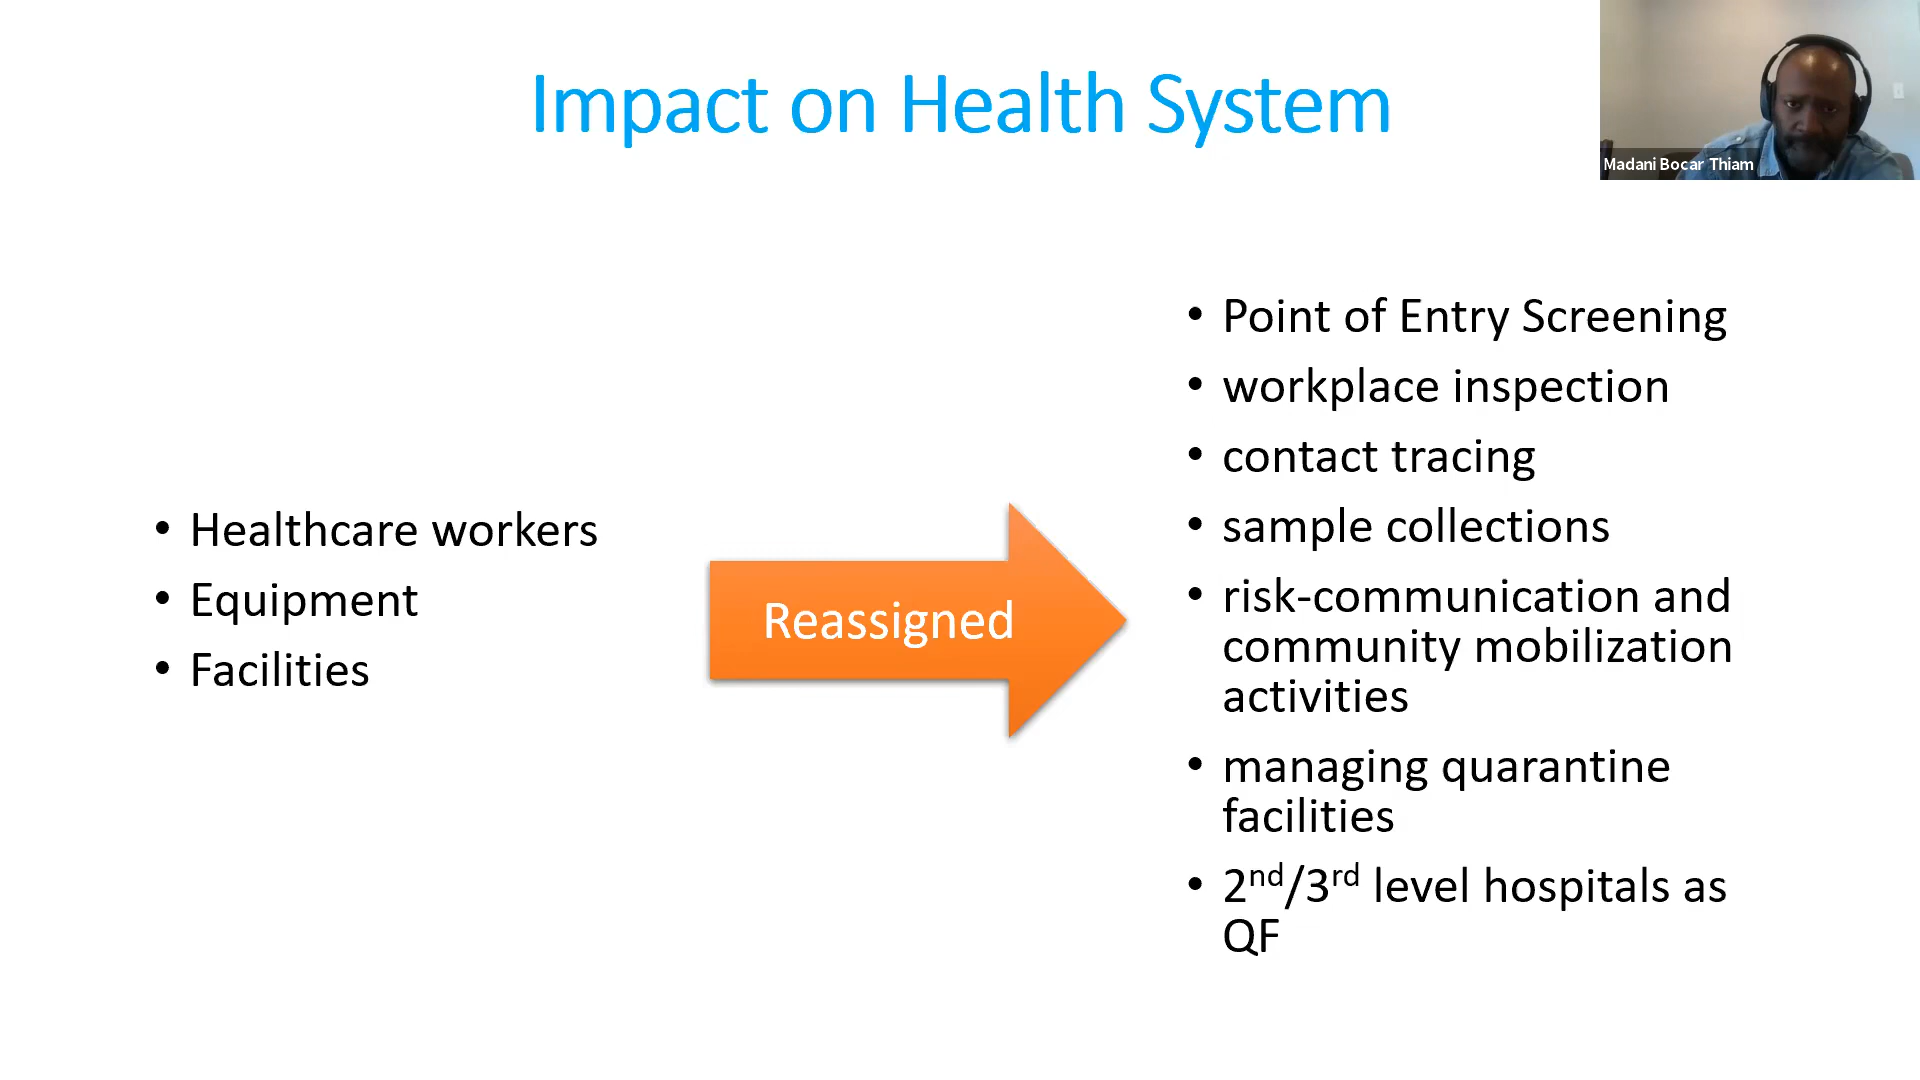 Impact on Health System
Madani Bocar Thiam
• Healthcare workers
• Equipment
• Facilities
Reassigned
• Point of Entry Screening
• workplace inspection
• contact tracing
• sample collections
• risk-communication and
community mobilization
activities
• managing quarantine
facilities
• 2nd/3rd level hospitals as
QF